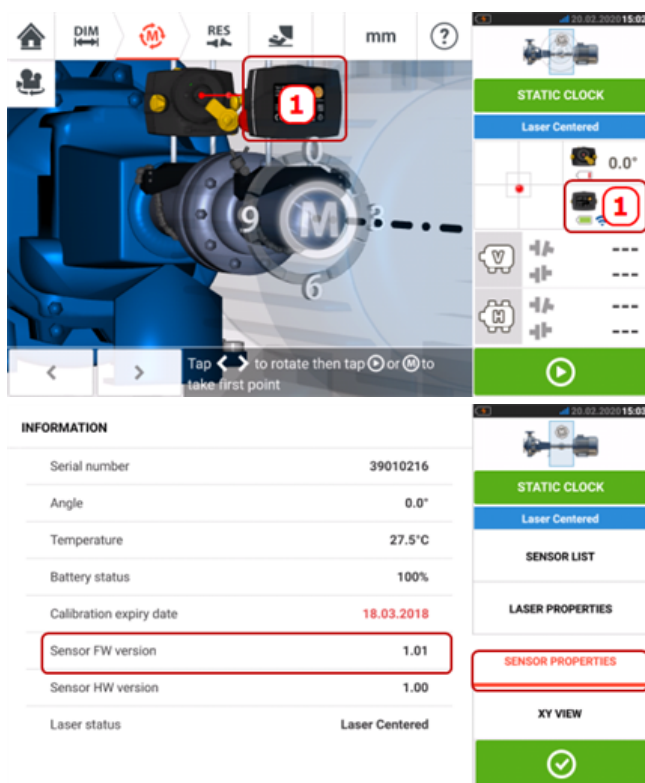 DIM
M
RES
mm
?
20.02.2020 15:02
STATIC CLOCK
Laser Centered
1
0.0°
1
0
9
M
3
6
V
---
---
H
---
---
Tap < > to rotate then tap or M to
take first point
INFORMATION
20.02.2020 15:03
Serial number 39010216
Angle 0.0°
Temperature 27.5°C
Battery status 100%
Calibration expiry date 18.03.2018
Sensor FW version 1.01
Sensor HW version 1.00
Laser status Laser Centered
STATIC CLOCK
Laser Centered
SENSOR LIST
LASER PROPERTIES
SENSOR PROPERTIES
XY VIEW